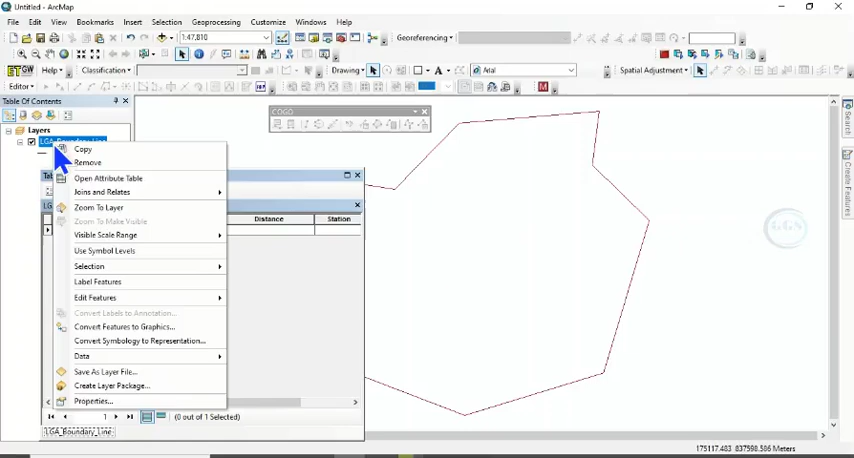 Untitled - ArcMap
File Edit View Bookmarks Insert Selection Geoprocessing Customize Windows Help
1:47,810
Georeferencing
Help
Classification
Drawing
A
Arial
Spatial Adjustment
Editor
M
Table Of Contents
COGO
Search
Layers
LGA_Boundary_Line
Copy
Remove
Open Attribute Table
Joins and Relates
Zoom To Layer
Zoom To Make Visible
Visible Scale Range
Use Symbol Levels
Selection
Label Features
Edit Features
Convert Labels to Annotation...
Convert Features to Graphics...
Convert Symbology to Representation...
Data
Save As Layer File...
Create Layer Package...
Properties...
Distance Station
Create Features
GGS
1
(0 out of 1 Selected)
LGA_Boundary_Line
175117.483 837598.586 Meters